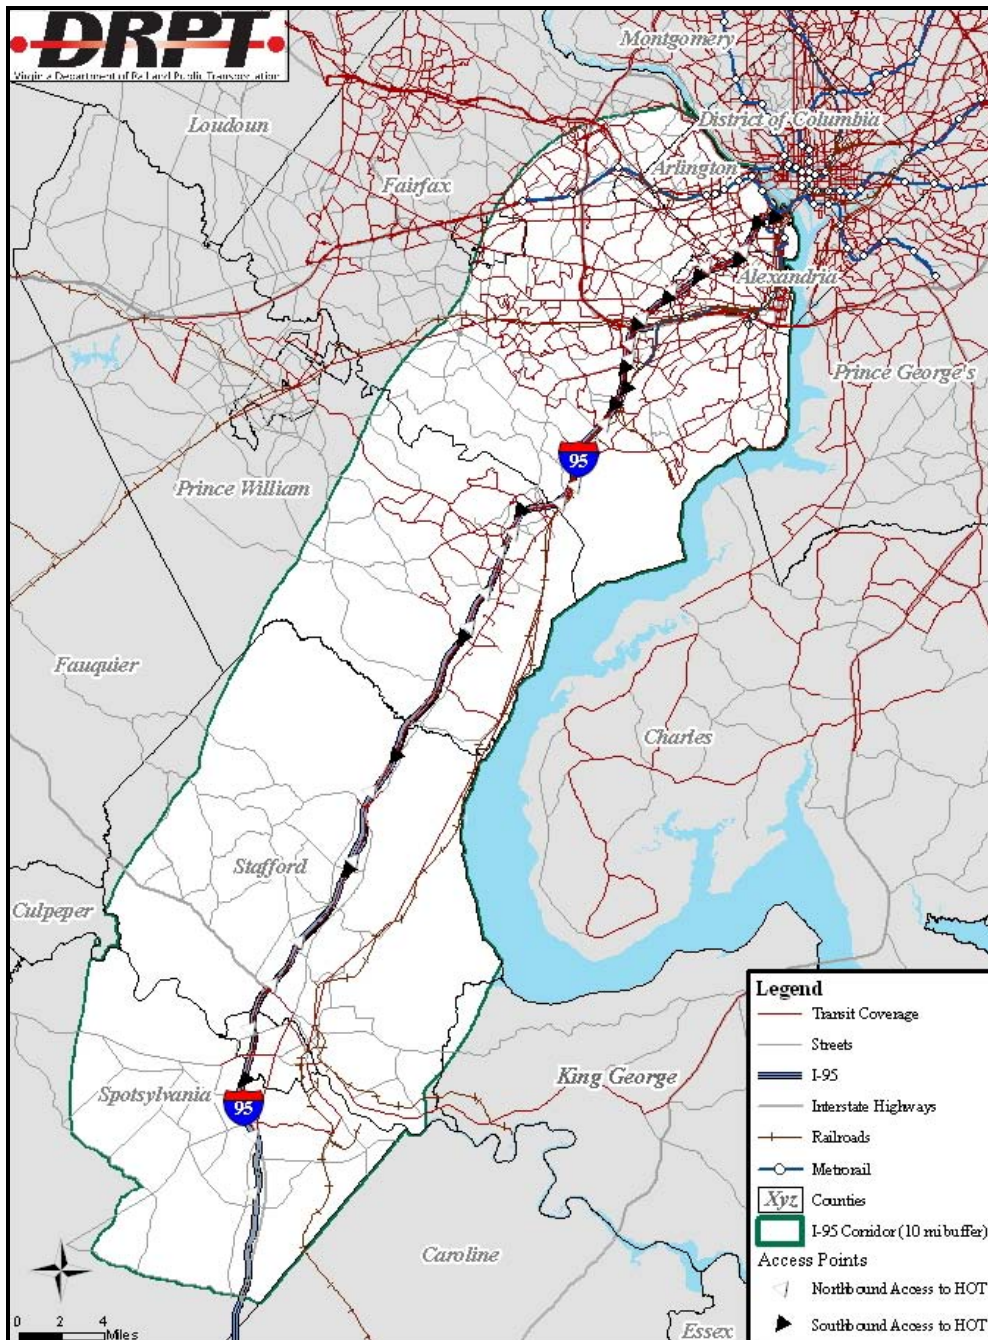 DRPT
Virginia Department of Rail and Public Transportation
Montgomery
Loudoun
District of Columbia
Arlington
Fairfax
Alexandria
Prince George's
95
Prince William
Fauquier
Charles
Stafford
Culpeper
King George
Spotsylvania
95
Caroline
Essex
0 2 4
Miles
Legend
Transit Coverage
Streets
I-95
Interstate Highways
Railroads
Metrorail
Xyz Counties
I-95 Corridor (10 mi buffer)
Access Points
Northbound Access to HOT
Southbound Access to HOT